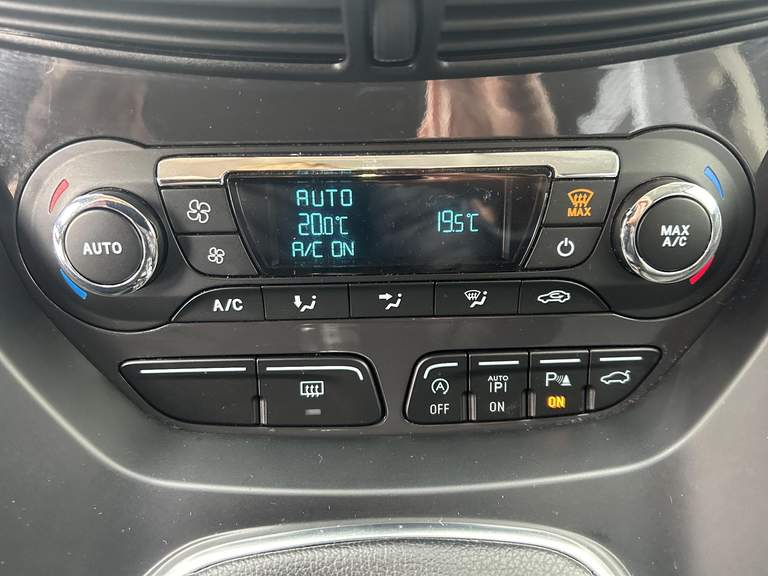 AUTO
AUTO
20.0°C
19.5°C
A/C ON
MAX
MAX
A/C
A/C
A
OFF
AUTO
P
ON
P
ON